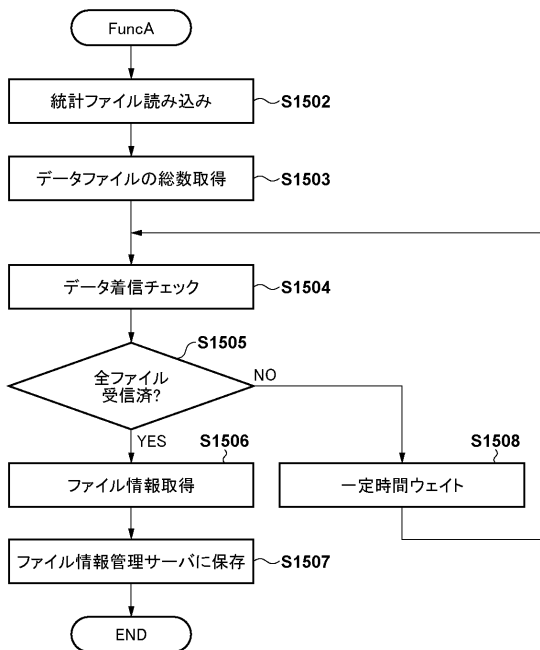 FuncA
統計ファイル読み込み
S1502
データファイルの総数取得
S1503
データ着信チェック
S1504
S1505
全ファイル
受信済?
NO
YES
S1506
S1508
ファイル情報取得
一定時間ウェイト
ファイル情報管理サーバに保存
S1507
END